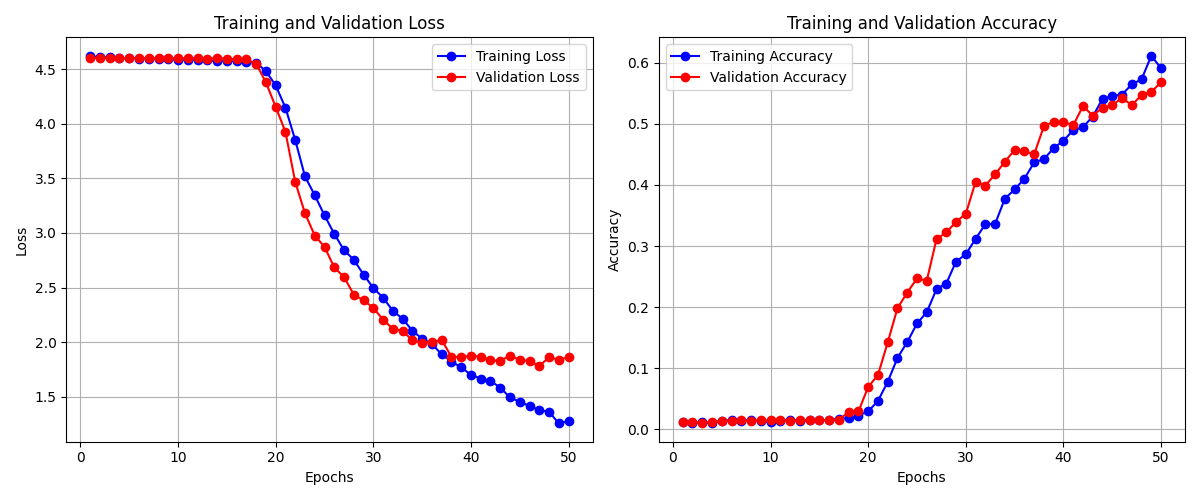 Training and Validation Loss
Training Loss
Validation Loss
Loss
4.5
4.0
3.5
3.0
2.5
2.0
1.5
0
10
20
30
40
50
Epochs
Training and Validation Accuracy
Training Accuracy
Validation Accuracy
Accuracy
0.6
0.5
0.4
0.3
0.2
0.1
0.0
0
10
20
30
40
50
Epochs